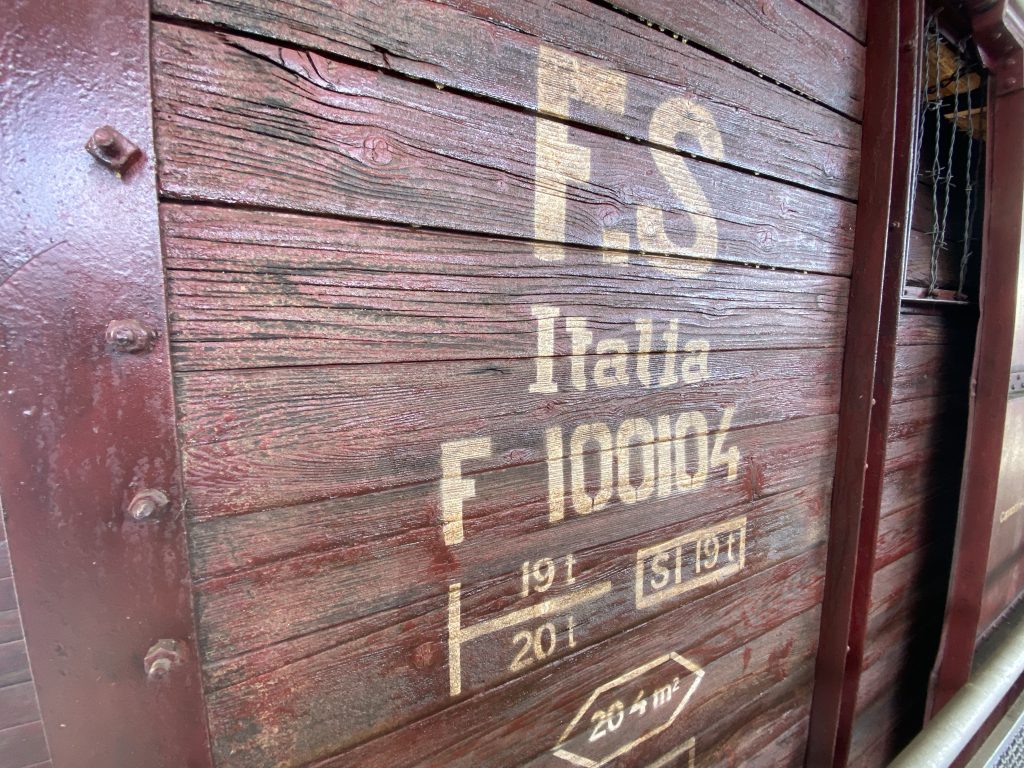 F.S
Italia
F 100104
19 t
20 t
SI 19 t
20 4 m²